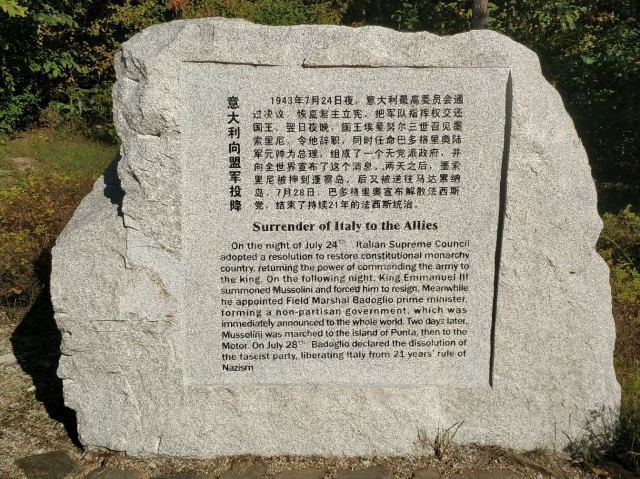 意大利向盟军投降
1943年7月24日夜，意大利最高委员会通
过决议，恢复君主立宪，把军队指挥权交还
国王，翌日夜晚，国王埃曼努尔三世召见墨
索里尼，令他辞职，同时任命巴多格里奥陆
军元帅为总理，组成了一个无党派政府，并
向全世界宣布了这个消息。两天之后，墨索
里尼被押到蓬察岛，后又被送往马达累纳
岛。7月28日，巴多格里奥宣布解散法西斯
党，结束了持续21年的法西斯统治。
Surrender of Italy to the Allies
On the night of July 24TH Italian Supreme Council
adopted a resolution to restore constitutional monarchy
country, returning the power of commanding the army to
the king. On the following night, King Emmanuel III
summoned Mussolini and forced him to resign. Meanwhile
he appointed Field Marshal Badoglio prime minister,
forming a non-partisan government, which was
immediately announced to the whole world. Two days later,
Mussolini was marched to the island of Punta, then to the
Motor. On July 28TH Badoglio declared the dissolution of
the fascist party, liberating Italy from 21 years' rule of
Nazism